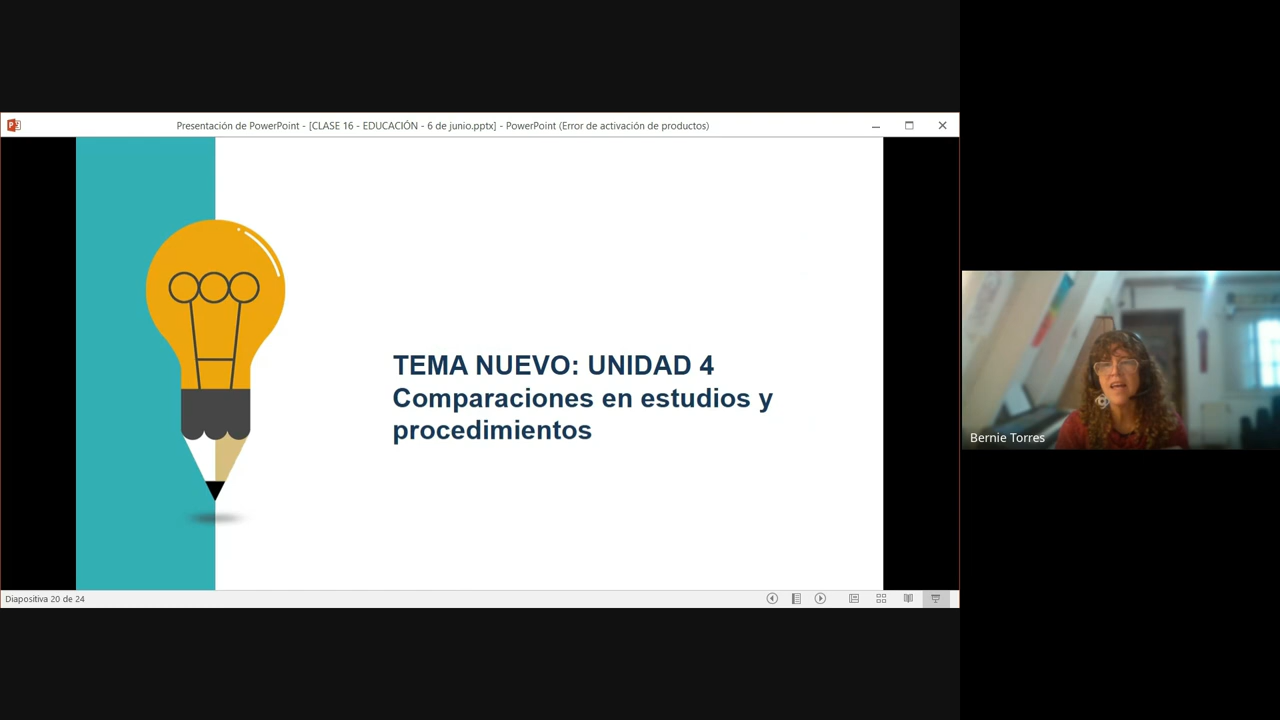 Presentación de PowerPoint - [CLASE 16 - EDUCACIÓN - 6 de junio.pptx] - PowerPoint (Error de activación de productos)
TEMA NUEVO: UNIDAD 4
Comparaciones en estudios y
procedimientos
Bernie Torres
Diapositiva 20 de 24